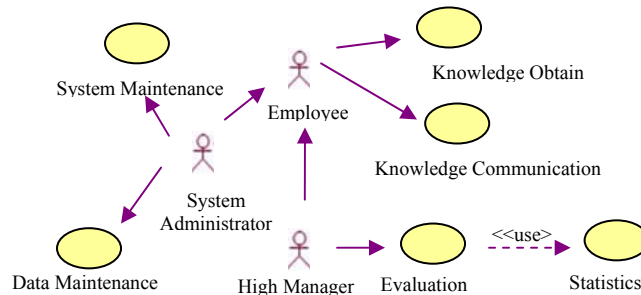 System Maintenance
Employee
Knowledge Obtain
Knowledge Communication
System
Administrator
<<use>
Data Maintenance
High Manager
Evaluation
Statistics